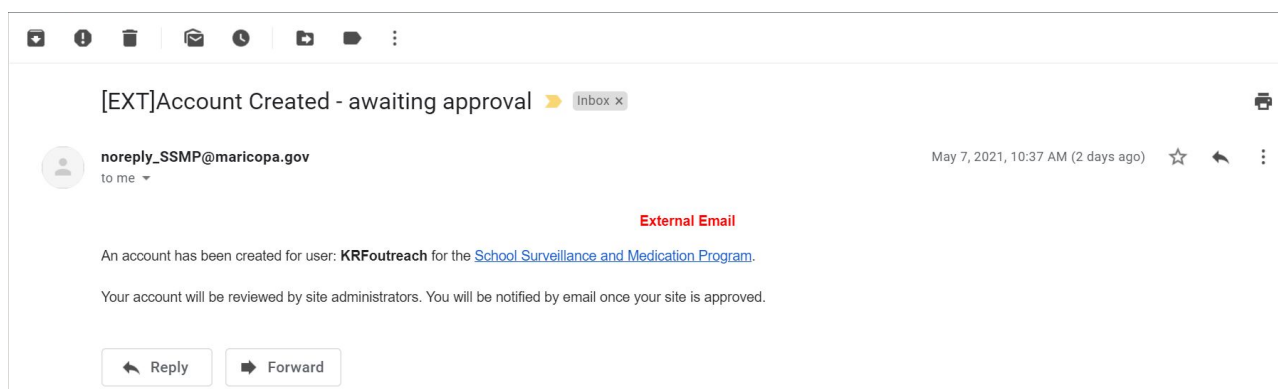 [EXT]Account Created - awaiting approval Inbox x
noreply_SSMP@maricopa.gov May 7, 2021, 10:37 AM (2 days ago)
to me
External Email
An account has been created for user: KRFoutreach for the School Surveillance and Medication Program.
Your account will be reviewed by site administrators. You will be notified by email once your site is approved.
Reply Forward